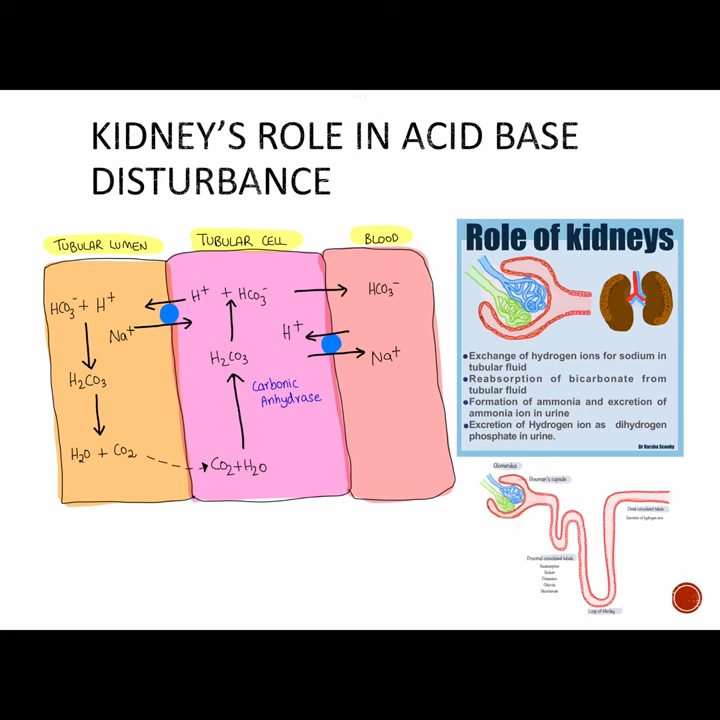 KIDNEY'S ROLE IN ACID BASE
DISTURBANCE
TUBULAR LUMEN
TUBULAR CELL
BLOOD
HCO₃⁻ + H⁺
H⁺ + HCO₃⁻
HCO₃⁻
Na⁺
H⁺
Na⁺
H₂CO₃
H₂CO₃
Carbonic
Anhydrase
H₂O + CO₂
CO₂+H₂O
Role of kidneys
•Exchange of hydrogen ions for sodium in
tubular fluid
•Reabsorption of bicarbonate from
tubular fluid
•Formation of ammonia and excretion of
ammonia ion in urine
•Excretion of Hydrogen ion as dihydrogen
phosphate in urine.
Dr Varsha Scooby
Glomerulus
Bowman's capsule
Distal convoluted tubule
Secretion of hydrogen ions
Proximal convoluted tubule
Reabsorption
Sodium
Potassium
Chloride
Bicarbonate
Loop of Henley